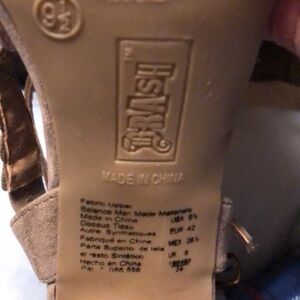 9½
TRASH
MADE IN CHINA
Fabric Upper
Balance Man Made Materials
Made in China
Dessus Tissu
Autre Synthetiques
Fabriqué en Chine
Parte Superior de tela
el resto Sintático
Hecho en China
USA 9½
EUR 42
MEX 26½
UK 8